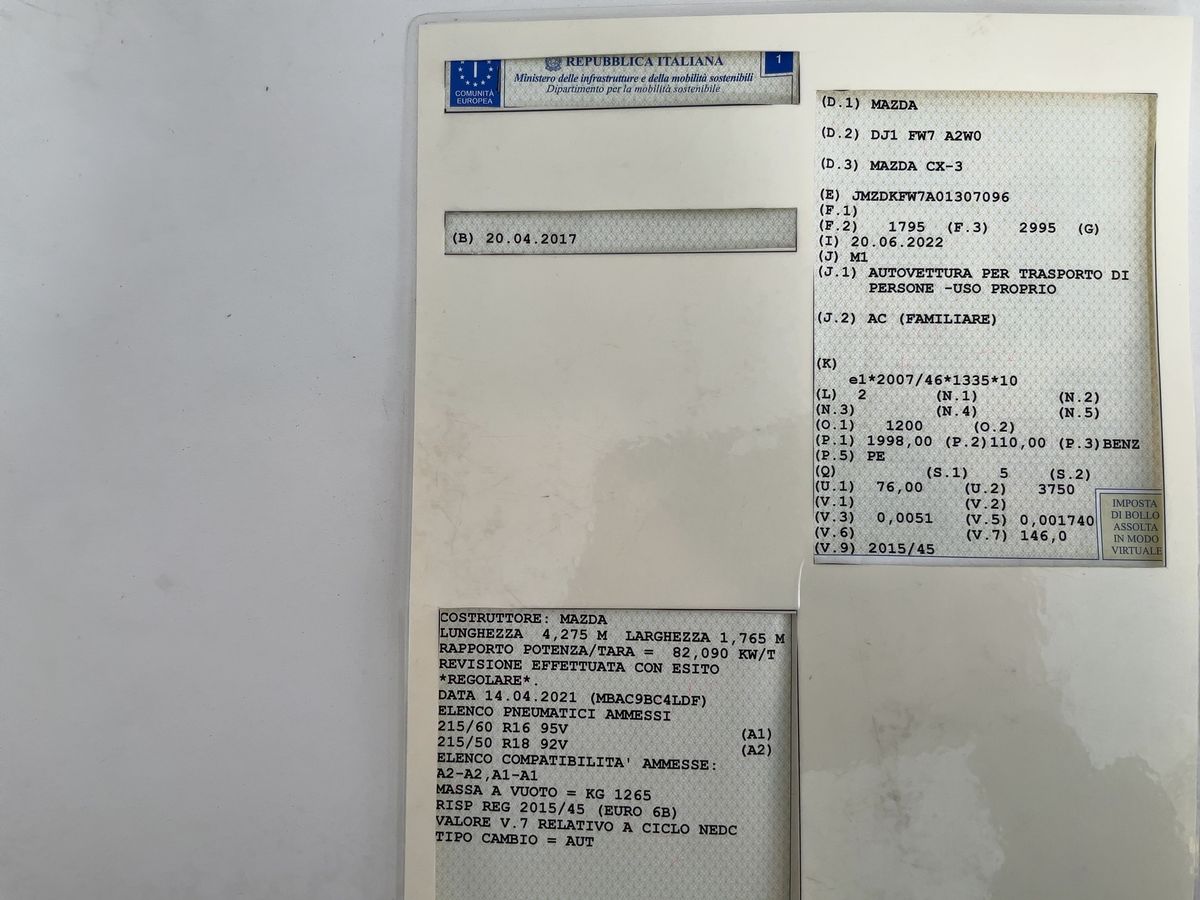 REPUBBLICA ITALIANA
1
Ministero delle infrastrutture e della mobilità sostenibili
Dipartimento per la mobilità sostenibile
I
COMUNITÀ
EUROPEA
(B) 20.04.2017
COSTRUTTORE: MAZDA
LUNGHEZZA 4,275 M LARGHEZZA 1,765 M
RAPPORTO POTENZA/TARA = 82,090 KW/T
REVISIONE EFFETTUATA CON ESITO
*REGOLARE*.
DATA 14.04.2021 (MBAC9BC4LDF)
ELENCO PNEUMATICI AMMESSI
215/60 R16 95V (A1)
215/50 R18 92V (A2)
ELENCO COMPATIBILITA' AMMESSE:
A2-A2,A1-A1
MASSA A VUOTO = KG 1265
RISP REG 2015/45 (EURO 6B)
VALORE V.7 RELATIVO A CICLO NEDC
TIPO CAMBIO = AUT
(D.1) MAZDA
(D.2) DJ1 FW7 A2W0
(D.3) MAZDA CX-3
(E) JMZDKFW7A01307096
(F.1)
(F.2) 1795 (F.3) 2995 (G)
(I) 20.06.2022
(J) M1
(J.1) AUTOVETTURA PER TRASPORTO DI
PERSONE -USO PROPRIO
(J.2) AC (FAMILIARE)
(K)
e1*2007/46*1335*10
(L) 2 (N.1) (N.2)
(N.3) (N.4) (N.5)
(O.1) 1200 (O.2)
(P.1) 1998,00 (P.2) 110,00 (P.3) BENZ
(P.5) PE
(Q) (S.1) 5 (S.2)
(U.1) 76,00 (U.2) 3750
(V.1) (V.2)
(V.3) 0,0051 (V.5) 0,001740
(V.6) (V.7) 146,0
(V.9) 2015/45
IMPOSTA
DI BOLLO
ASSOLTA
IN MODO
VIRTUALE